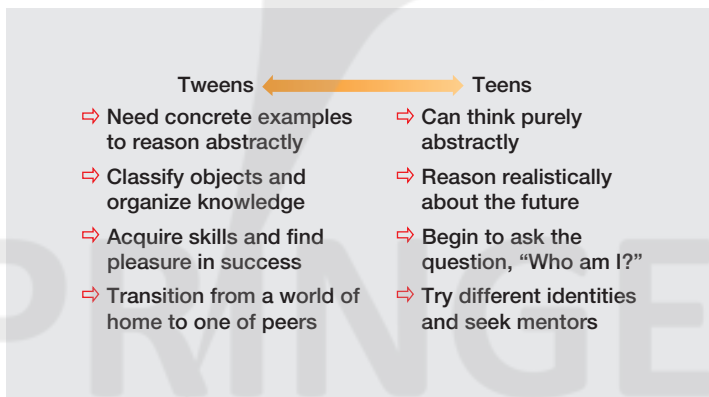 Tweens Teens
Need concrete examples
to reason abstractly
Classify objects and
organize knowledge
Acquire skills and find
pleasure in success
Transition from a world of
home to one of peers
Can think purely
abstractly
Reason realistically
about the future
Begin to ask the
question, “Who am I?”
Try different identities
and seek mentors
PRINGE